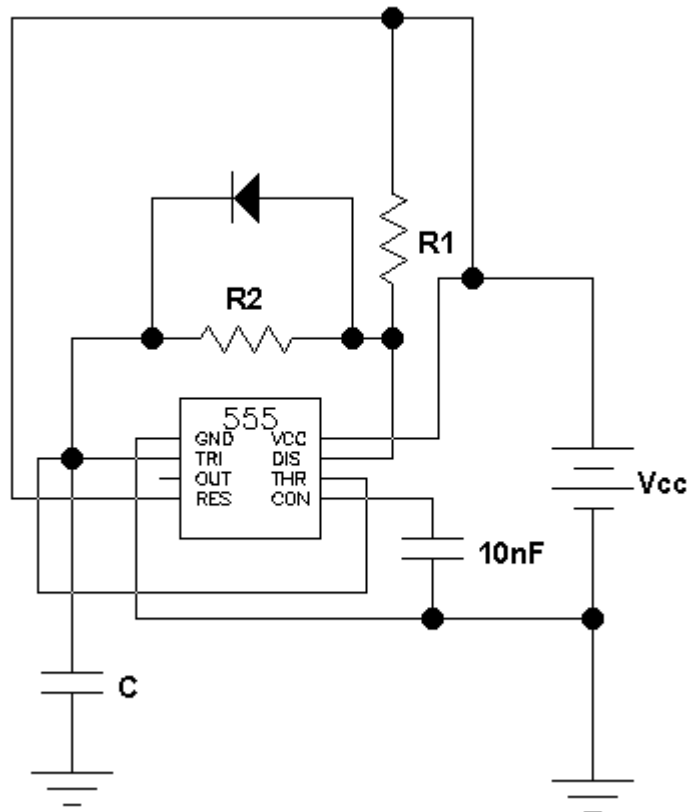 R1
R2
555
GND VCC
TRI DIS
OUT THR
RES CON
Vcc
10nF
C